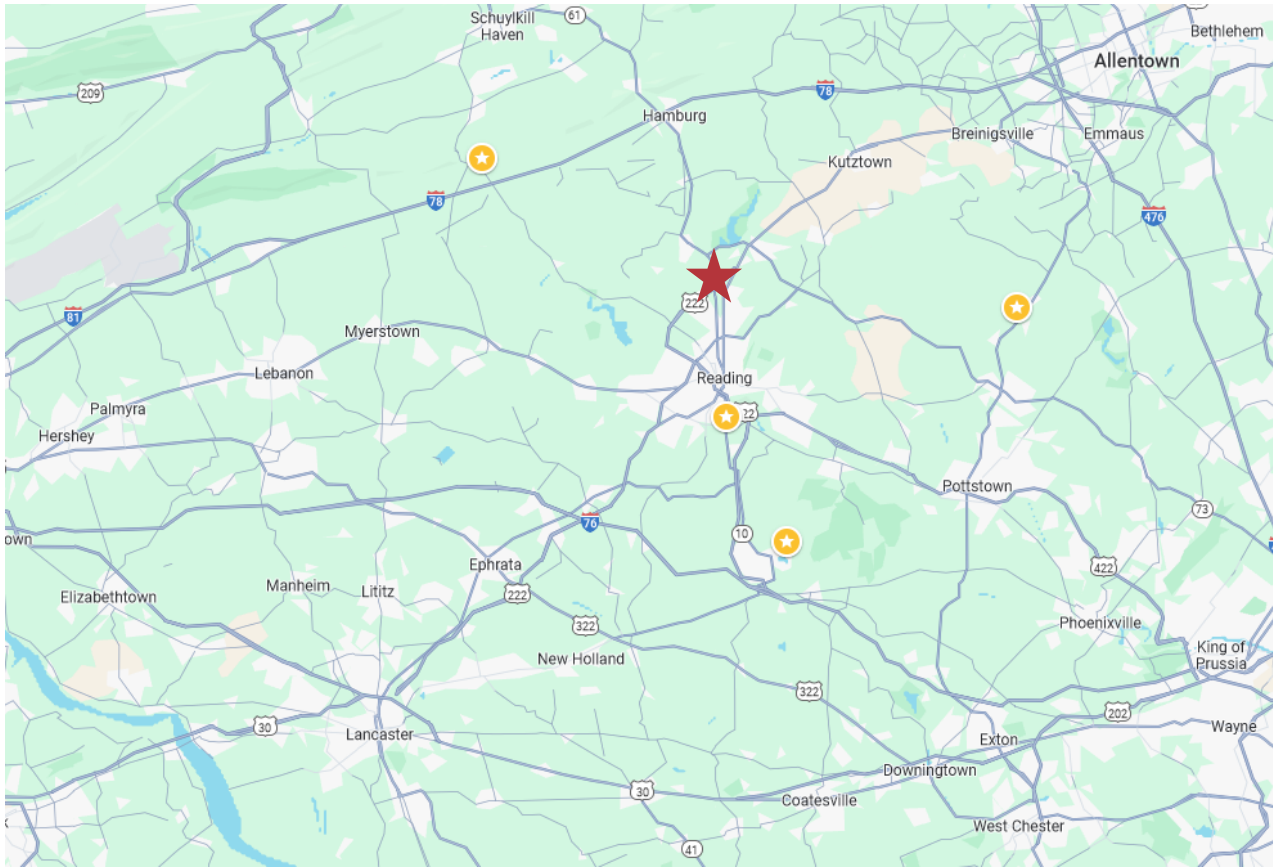 Schuylkill
Haven
61
Bethlehem
Allentown
209
78
Hamburg
Breinigsville
Emmaus
Kutztown
78
476
222
81
Myerstown
Lebanon
Reading
Palmyra
22
Hershey
Pottstown
73
76
10
own
Ephrata
422
Manheim
Lititz
222
Elizabethtown
322
Phoenixville
New Holland
King of
Prussia
322
202
30
Lancaster
Wayne
Exton
Downingtown
30
Coatesville
West Chester
41